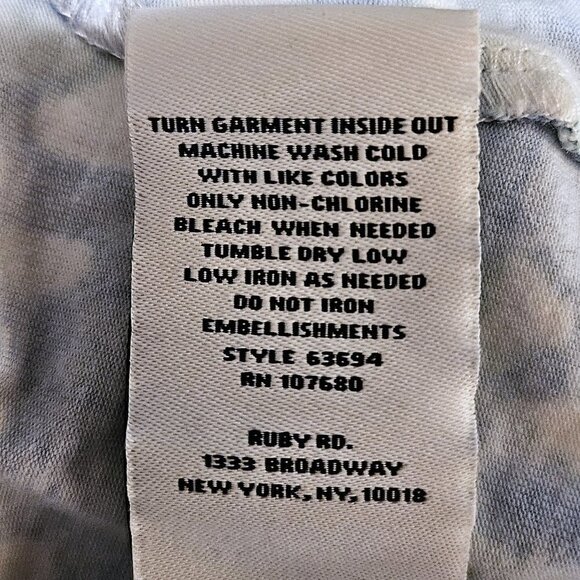 TURN GARMENT INSIDE OUT
MACHINE WASH COLD
WITH LIKE COLORS
ONLY NON-CHLORINE
BLEACH WHEN NEEDED
TUMBLE DRY LOW
LOW IRON AS NEEDED
DO NOT IRON
EMBELLISHMENTS
STYLE 63694
RN 107680
RUBY RD.
1333 BROADWAY
NEW YORK, NY, 10018